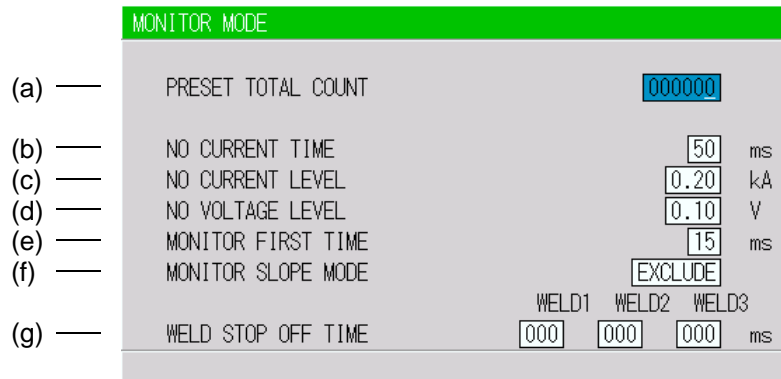 MONITOR MODE
(a) PRESET TOTAL COUNT 000000
(b) NO CURRENT TIME 50 ms
(c) NO CURRENT LEVEL 0.20 kA
(d) NO VOLTAGE LEVEL 0.10 V
(e) MONITOR FIRST TIME 15 ms
(f) MONITOR SLOPE MODE EXCLUDE
WELD1 WELD2 WELD3
(g) WELD STOP OFF TIME 000 000 000 ms